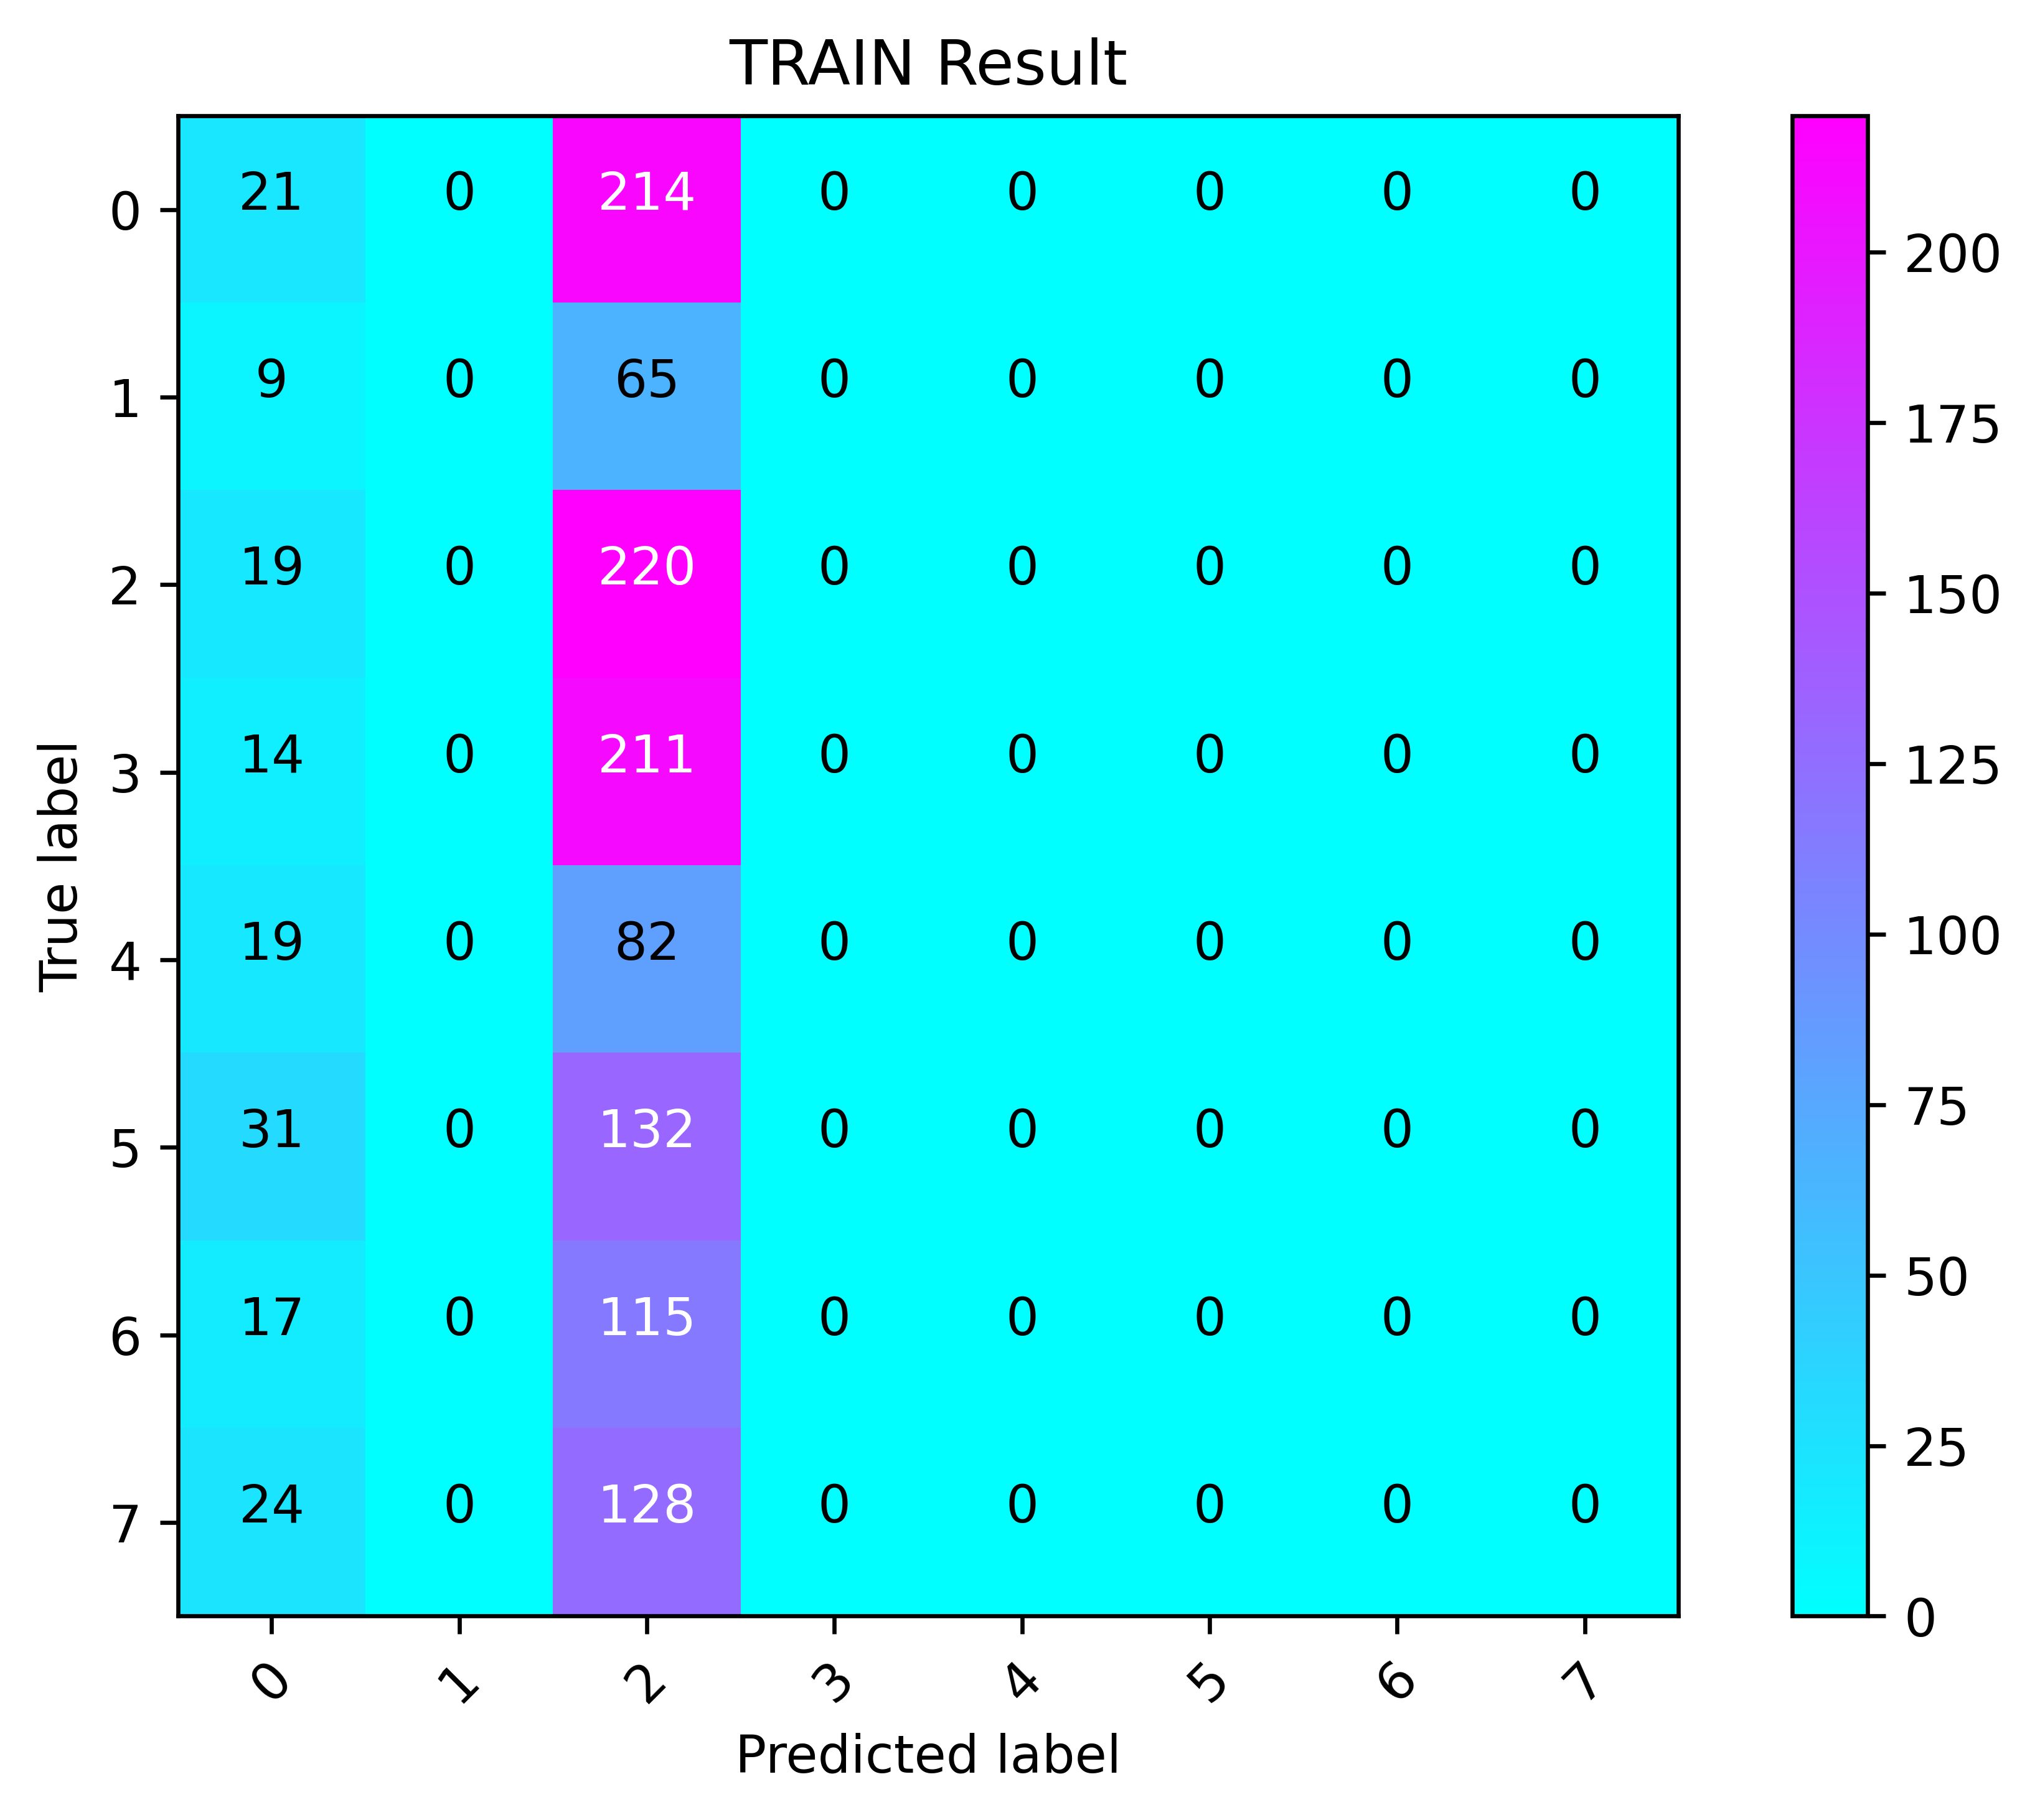 TRAIN Result
0 21 0 214 0 0 0 0 0
1 9 0 65 0 0 0 0 0
2 19 0 220 0 0 0 0 0
3 14 0 211 0 0 0 0 0
4 19 0 82 0 0 0 0 0
5 31 0 132 0 0 0 0 0
6 17 0 115 0 0 0 0 0
7 24 0 128 0 0 0 0 0
True label
0 1 2 3 4 5 6 7
Predicted label
200
175
150
125
100
75
50
25
0